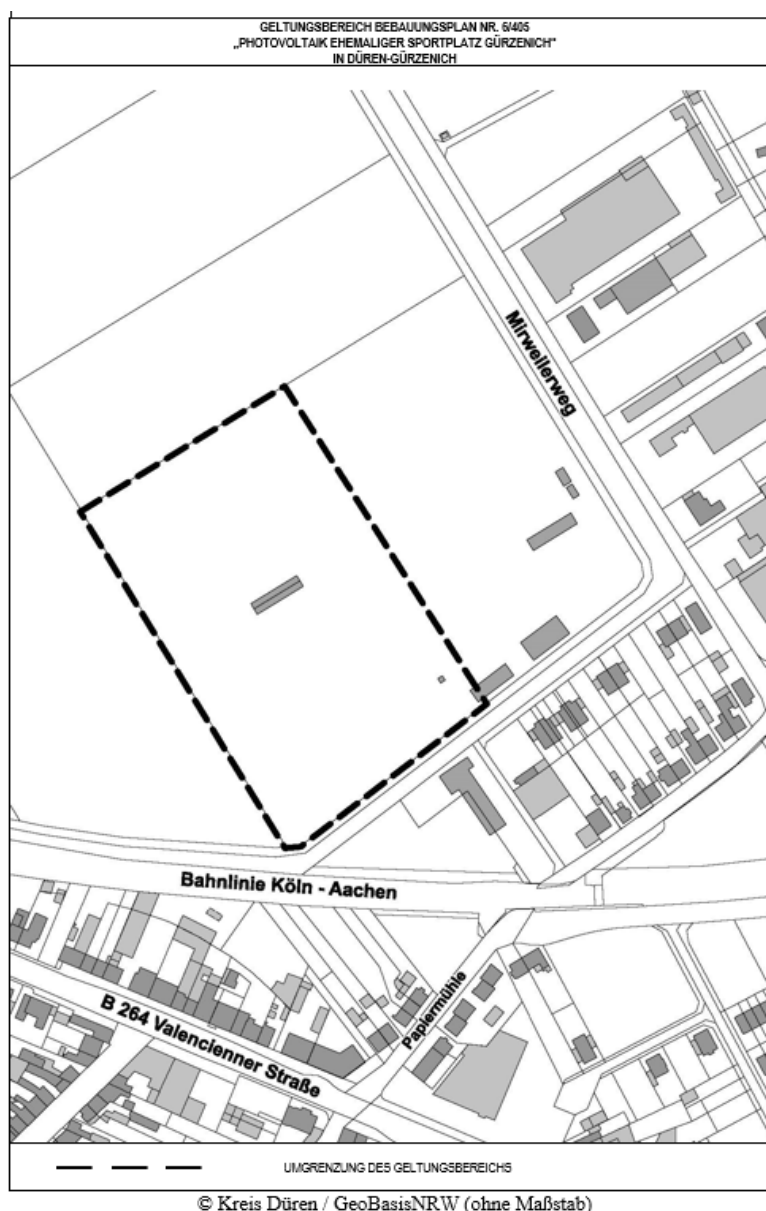 GELTUNGSBEREICH BEBAUUNGSPLAN NR. 6/405
„PHOTOVOLTAIK EHEMALIGER SPORTPLATZ GÜRZENICH"
IN DÜREN-GÜRZENICH
Mirweilerweg
Bahnlinie Köln - Aachen
Papiermühle
B 264 Valencienner Straße
UMGRENZUNG DES GELTUNGSBEREICHS
© Kreis Düren / GeoBasisNRW (ohne Maßstab)